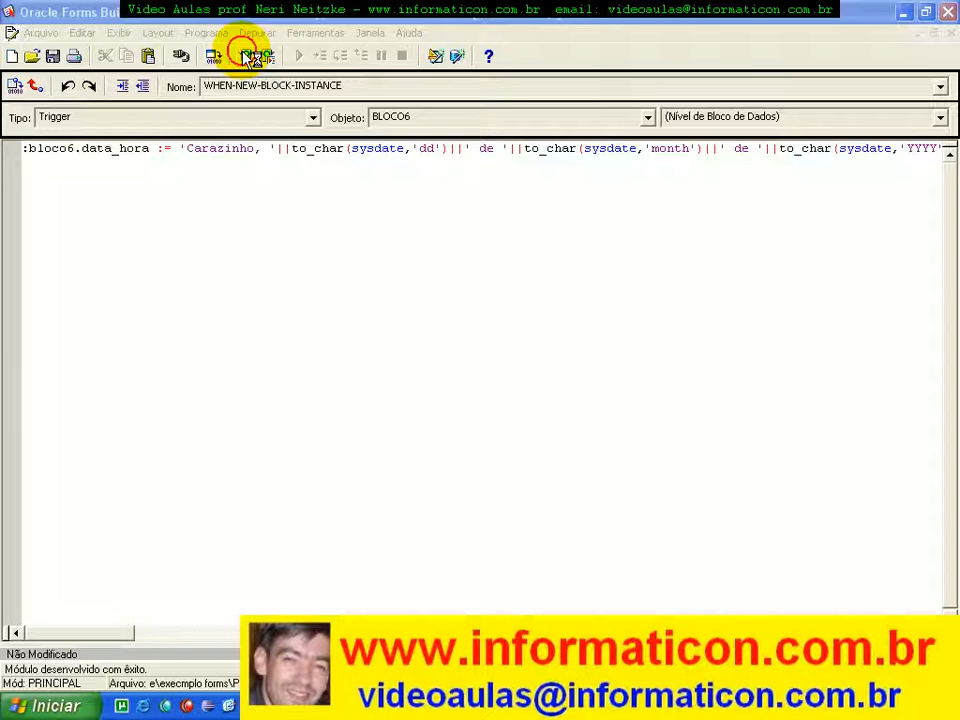 Video Aulas prof Neri Neitzke - www.informaticon.com.br  email: videoaulas@informaticon.com.br
Oracle Forms Bui
Arquivo Editar Exibir Layout Programa Depurar Ferramentas Janela Ajuda
Nome: WHEN-NEW-BLOCK-INSTANCE
Tipo: Trigger Objeto: BLOCO6 (Nível de Bloco de Dados)
:bloco6.data_hora := 'Carazinho, '||to_char(sysdate,'dd')||' de '||to_char(sysdate,'month')||' de '||to_char(sysdate,'YYYY'
Não Modificado
Módulo desenvolvido com êxito.
Mód: PRINCIPAL Arquivo: e\execmplo forms\P
Iniciar
www.informaticon.com.br
videoaulas@informaticon.com.br